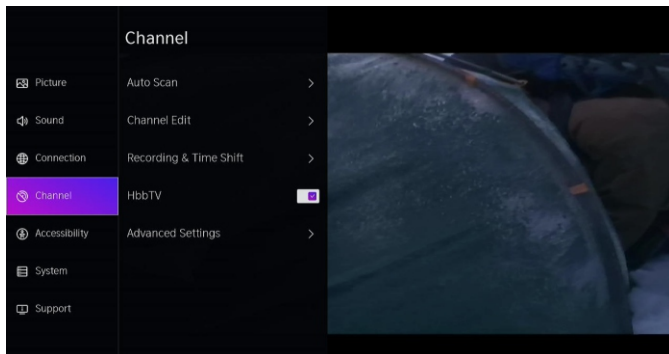 Channel
Picture
Sound
Connection
Channel
Accessibility
System
Support
Auto Scan
Channel Edit
Recording & Time Shift
HbbTV
Advanced Settings